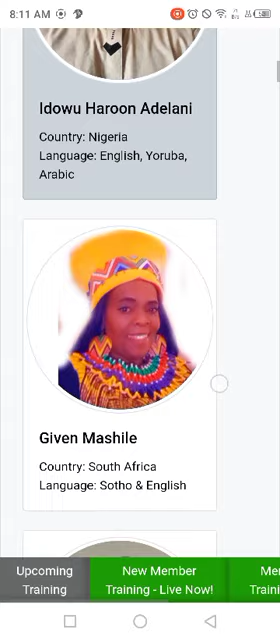 8:11 AM
Idowu Haroon Adelani
Country: Nigeria
Language: English, Yoruba,
Arabic
Given Mashile
Country: South Africa
Language: Sotho & English
Upcoming
Training
New Member
Training - Live Now!
Me
Traini